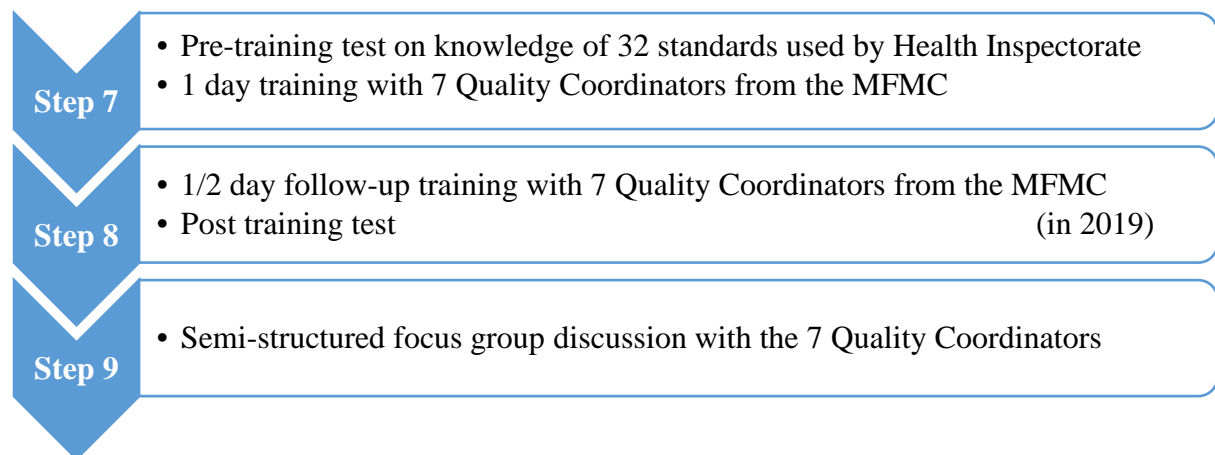 Step 7
• Pre-training test on knowledge of 32 standards used by Health Inspectorate
• 1 day training with 7 Quality Coordinators from the MFMC
Step 8
• 1/2 day follow-up training with 7 Quality Coordinators from the MFMC
• Post training test (in 2019)
Step 9
• Semi-structured focus group discussion with the 7 Quality Coordinators